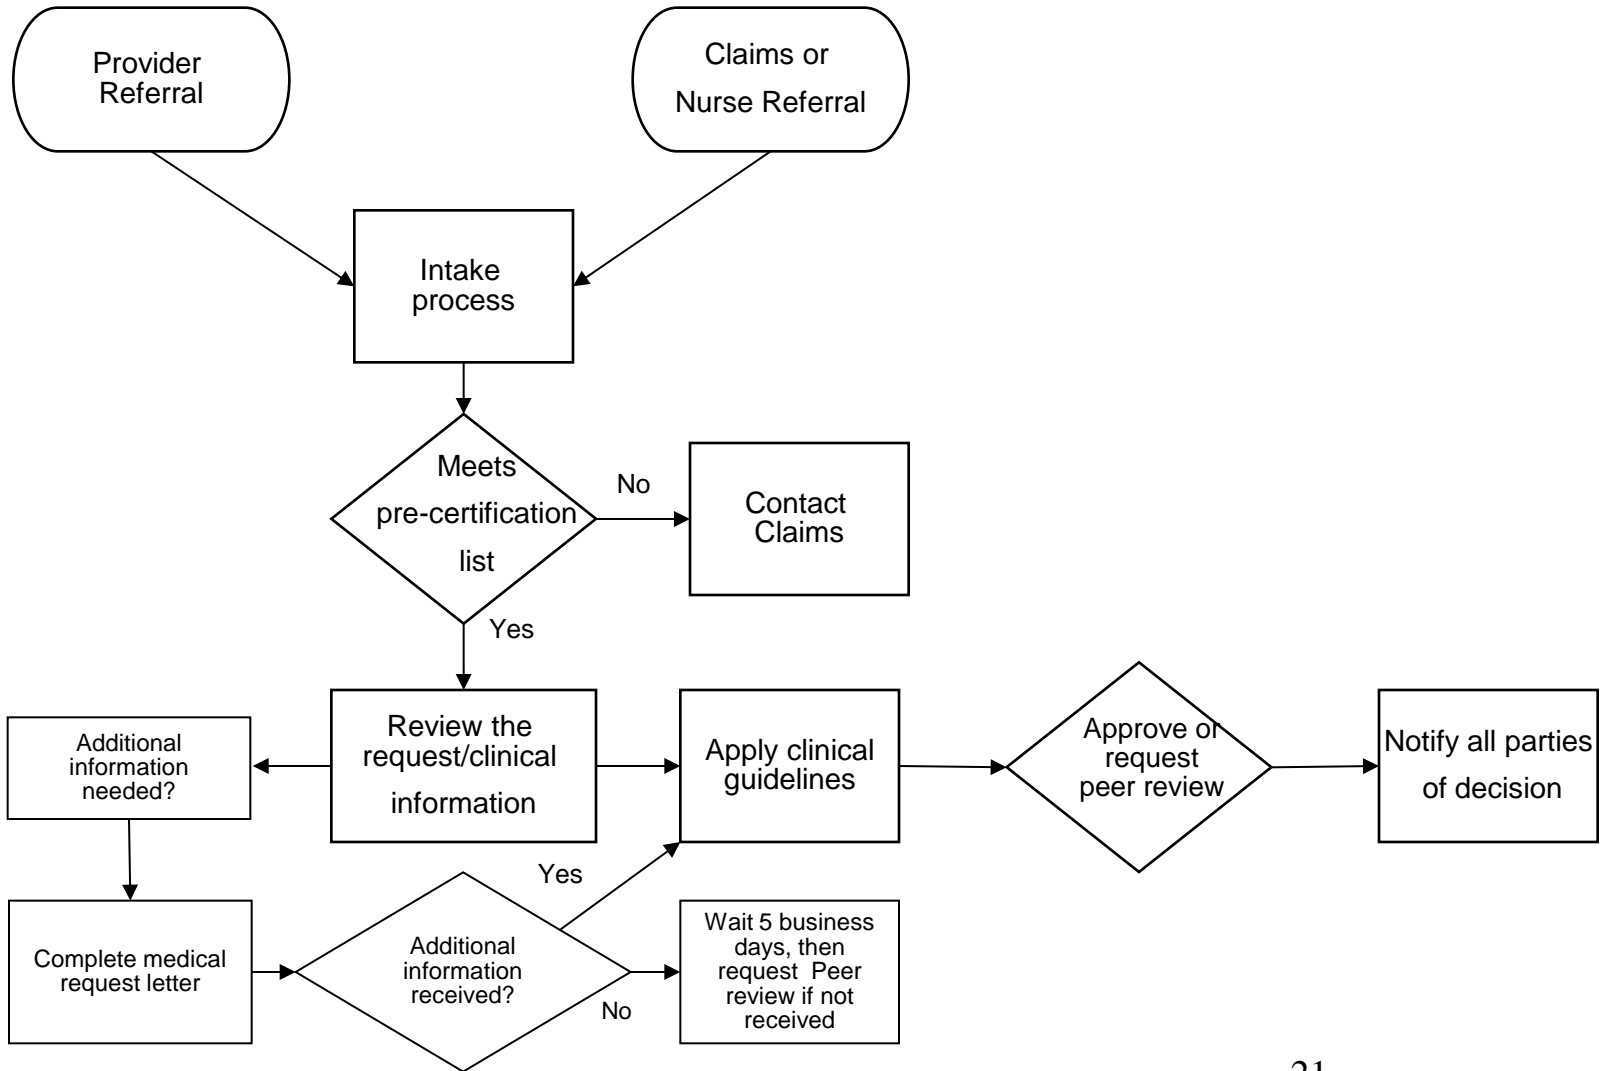 Provider
Referral
Claims or
Nurse Referral
Intake
process
Meets
pre-certification
list
No
Contact
Claims
Yes
Review the
request/clinical
information
Additional
information
needed?
Apply clinical
guidelines
Approve or
request
peer review
Notify all parties
of decision
Yes
Complete medical
request letter
Additional
information
received?
No
Wait 5 business
days, then
request Peer
review if not
received